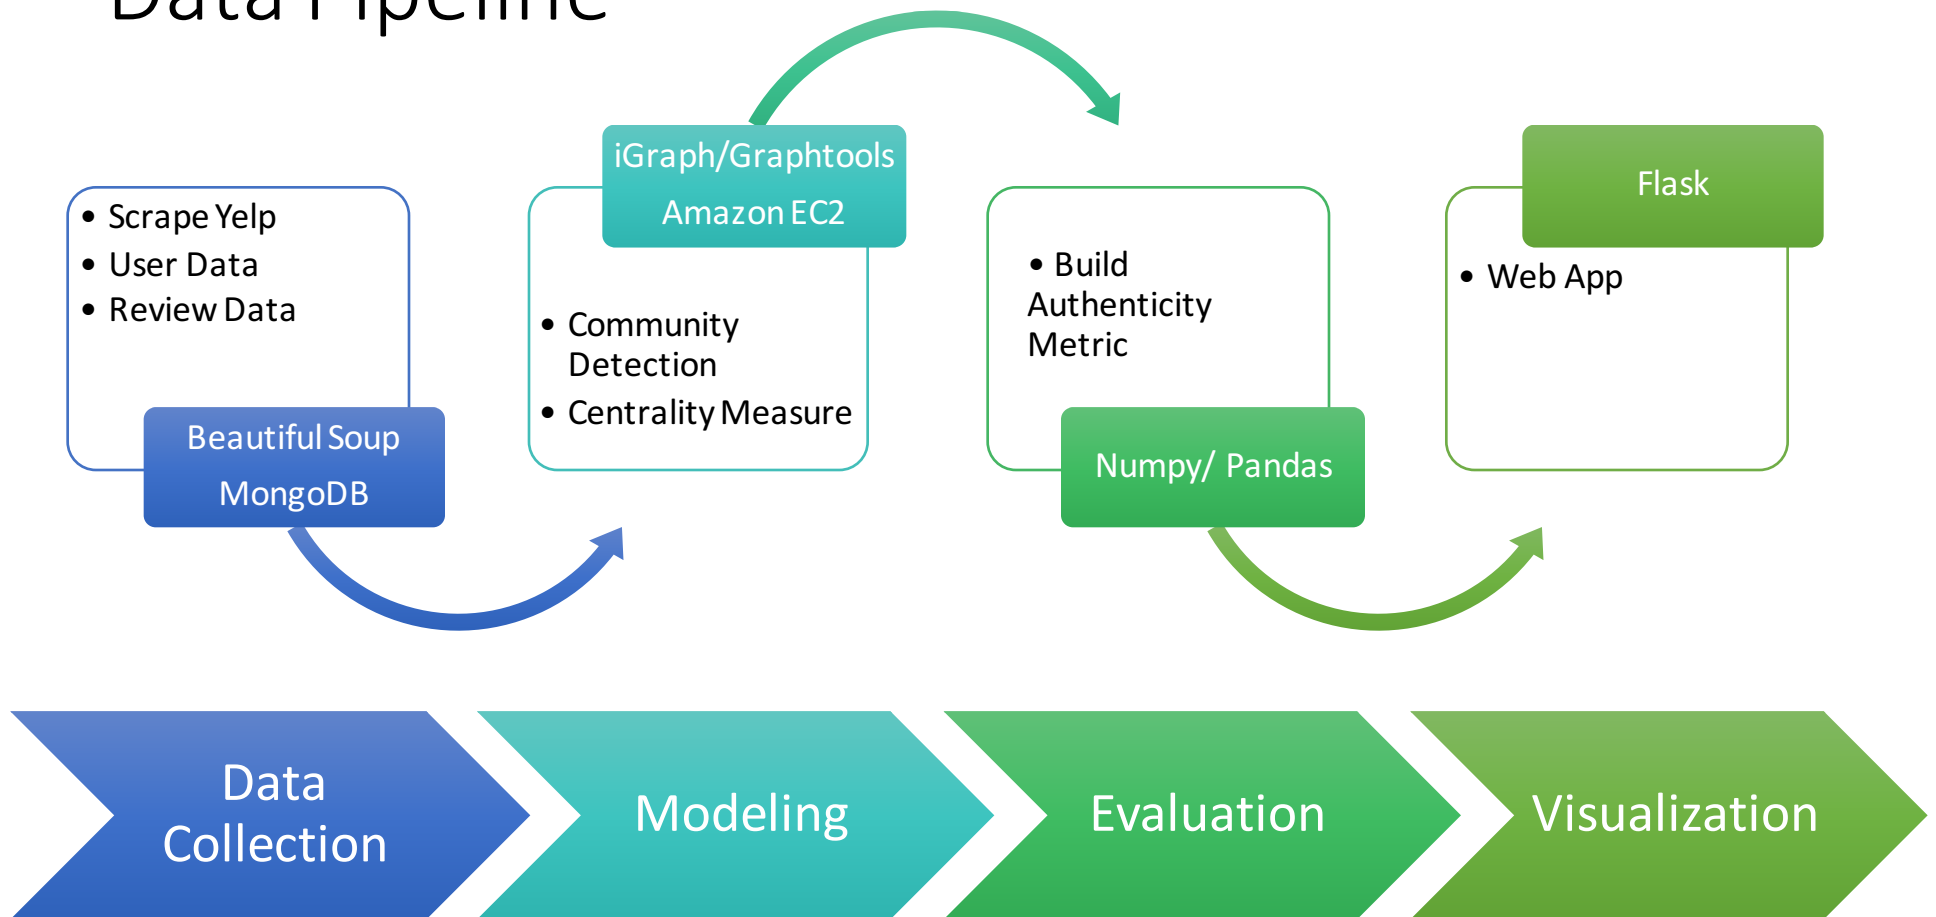 Data Pipeline
• Scrape Yelp
• User Data
• Review Data
Beautiful Soup
MongoDB
iGraph/Graphtools
Amazon EC2
• Community
Detection
• Centrality Measure
• Build
Authenticity
Metric
Numpy/ Pandas
Flask
• Web App
Data
Collection
Modeling
Evaluation
Visualization